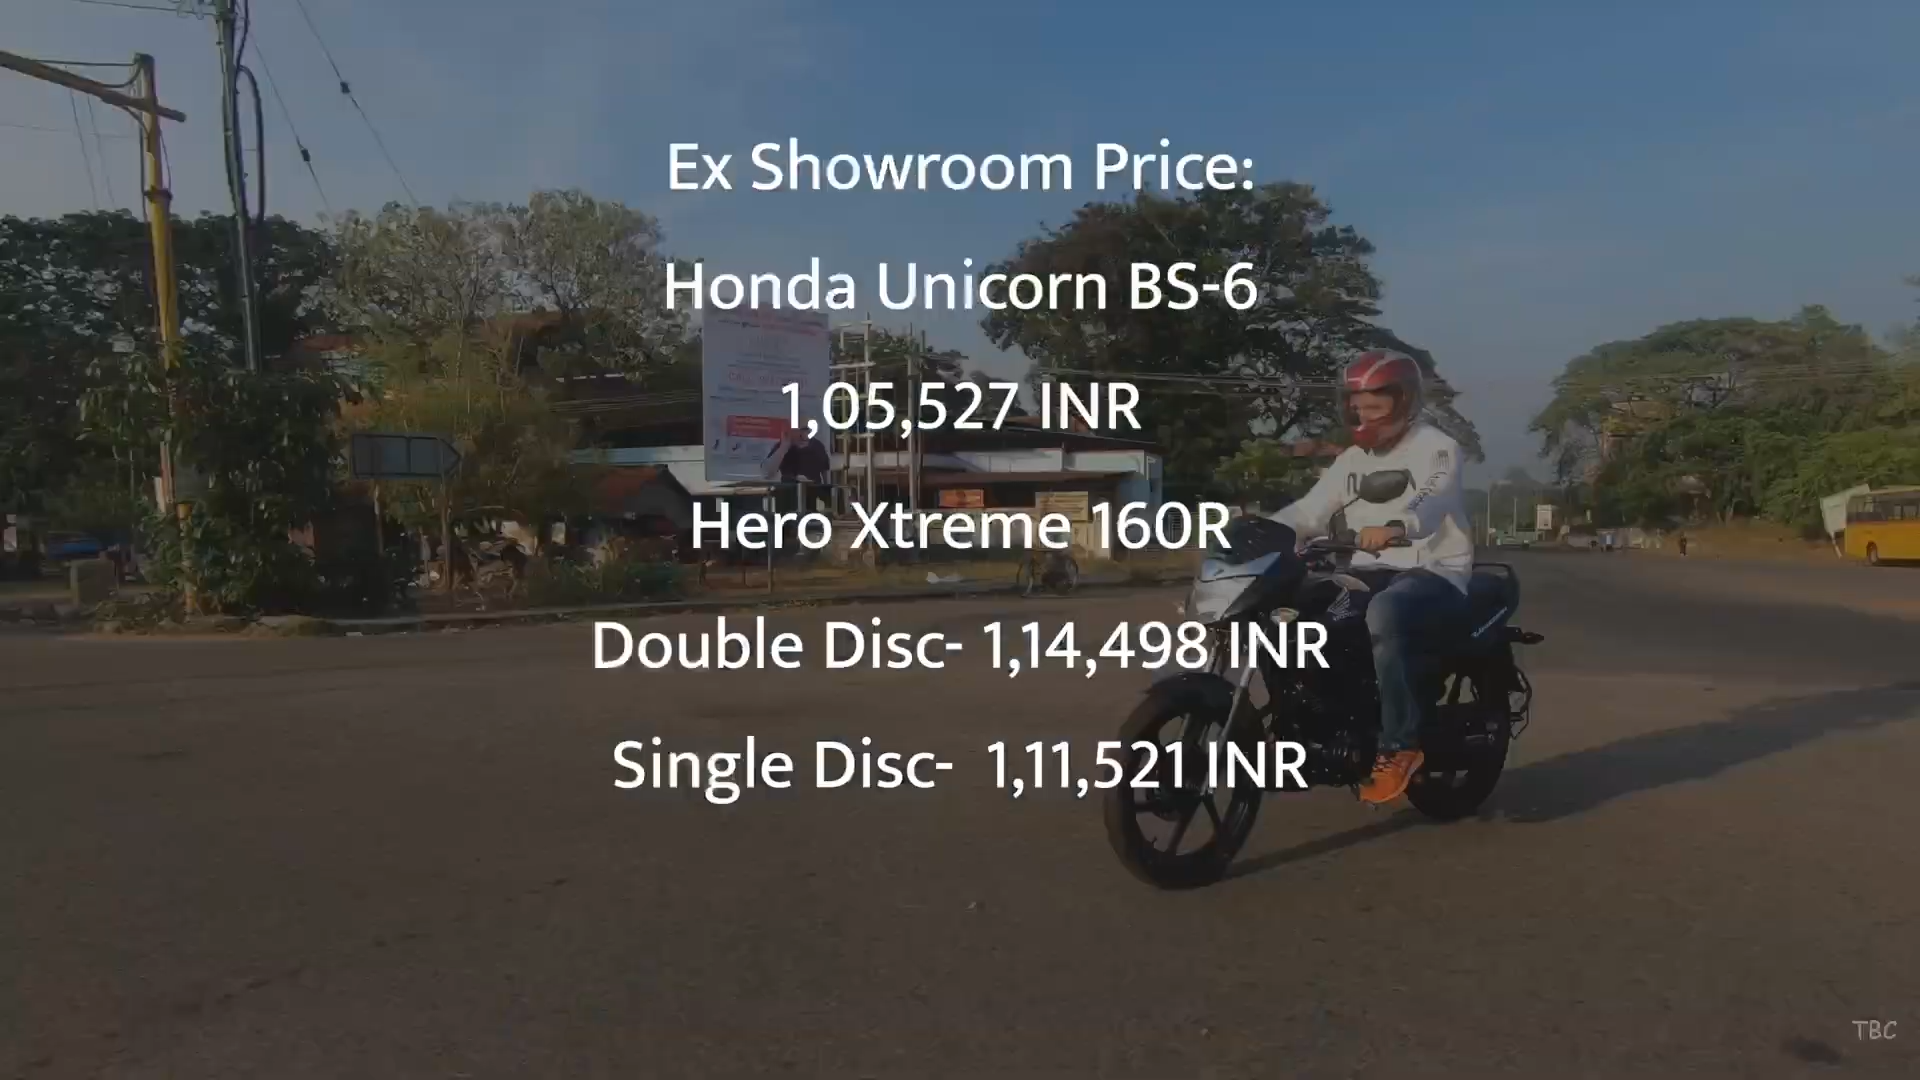 Ex Showroom Price:
Honda Unicorn BS-6
1,05,527 INR
Hero Xtreme 160R
Double Disc- 1,14,498 INR
Single Disc- 1,11,521 INR
TBC